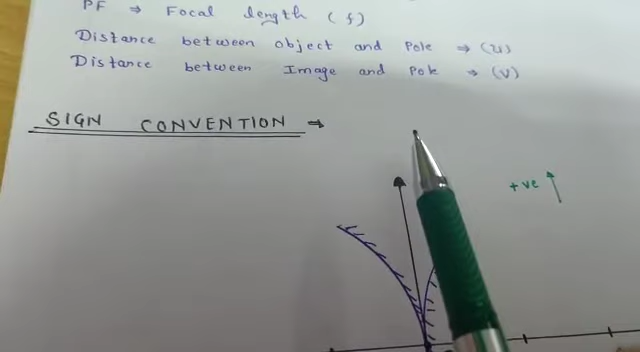 PF ⇒ Focal length (f)
Distance between object and Pole ⇒ (u)
Distance between Image and Pole ⇒ (v)
SIGN CONVENTION ⇒
+ve